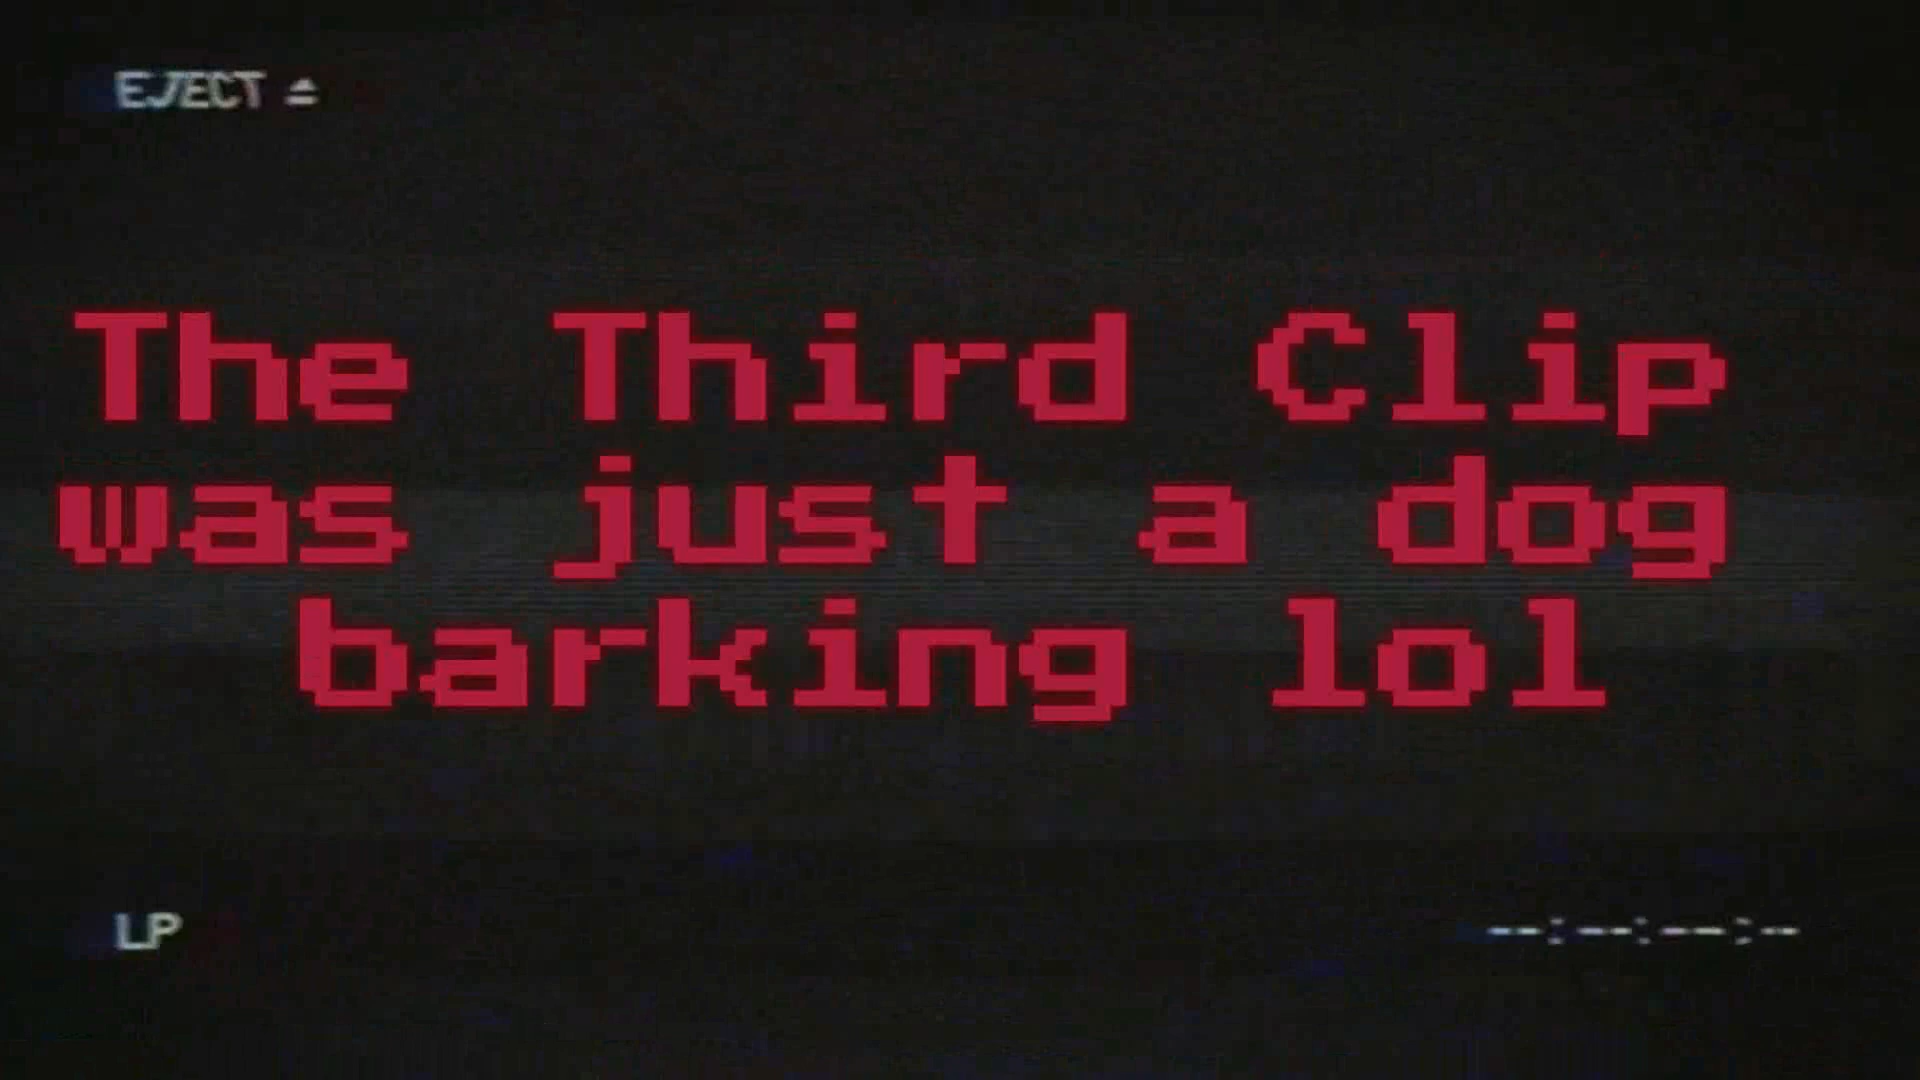 EJECT ⏏
The Third Clip
was just a dog
barking lol
LP
--:--:--:--